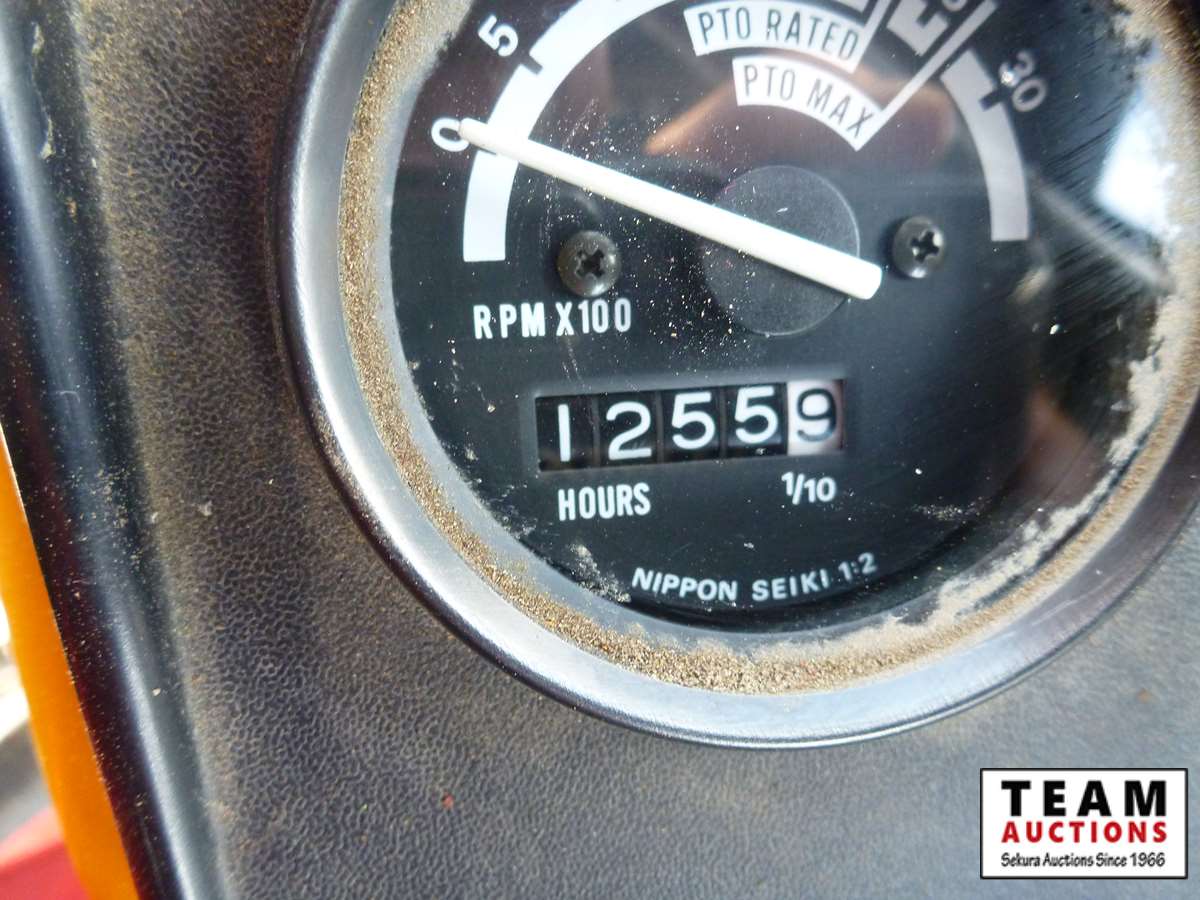 5
0
PTO RATED
PTO MAX
30
RPM X100
12559
HOURS 1/10
NIPPON SEIKI 1:2
TEAM
AUCTIONS
Sekura Auctions Since 1966